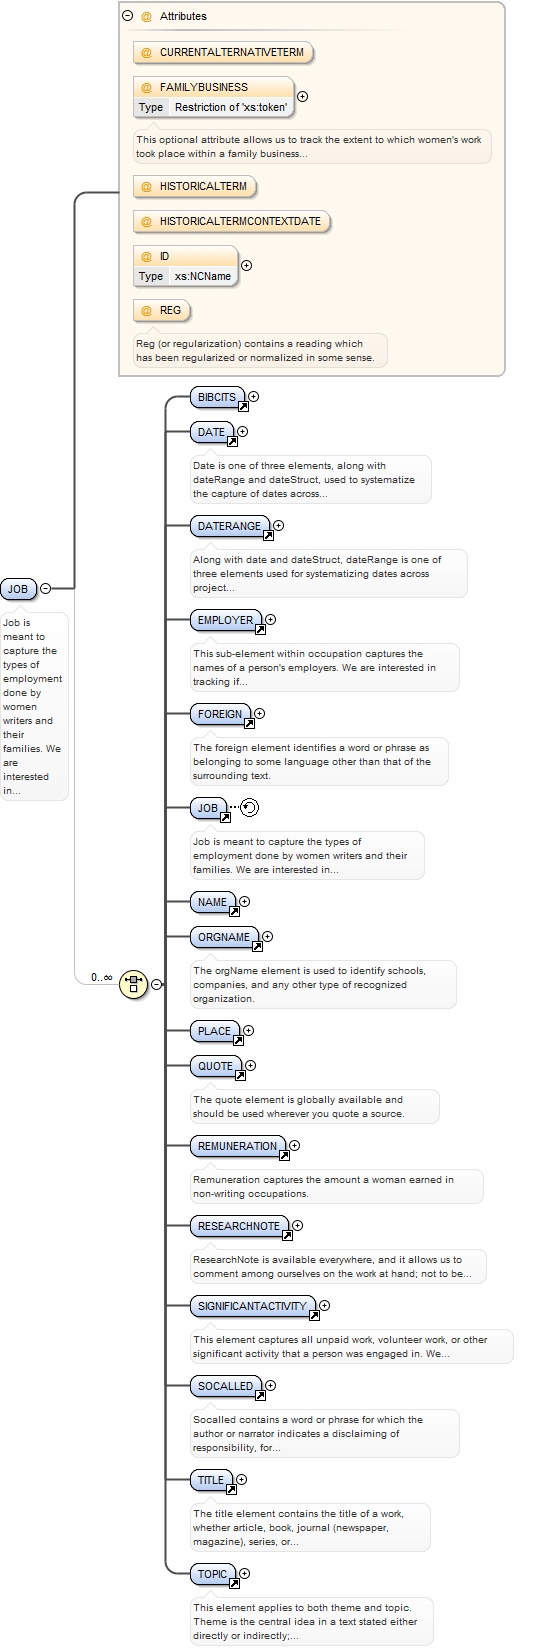 Attributes
@ CURRENTALTERNATIVETERM
@ FAMILYBUSINESS
Type Restriction of 'xs:token'
This optional attribute allows us to track the extent to which women's work
took place within a family business...
@ HISTORICALTERM
@ HISTORICALTERMCONTEXTDATE
@ ID
Type xs:NCName
@ REG
Reg (or regularization) contains a reading which
has been regularized or normalized in some sense.
JOB
Job is
meant to
capture the
types of
employment
done by
women
writers and
their
families. We
are
interested
in...
0..∞
BIBCITS
DATE
Date is one of three elements, along with
dateRange and dateStruct, used to systematize
the capture of dates across...
DATERANGE
Along with date and dateStruct, dateRange is one of
three elements used for systematizing dates across
project...
EMPLOYER
This sub-element within occupation captures the
names of a person's employers. We are interested in
tracking if...
FOREIGN
The foreign element identifies a word or phrase as
belonging to some language other than that of the
surrounding text.
JOB
Job is meant to capture the types of
employment done by women writers and their
families. We are interested in...
NAME
ORGNAME
The orgName element is used to identify schools,
companies, and any other type of recognized
organization.
PLACE
QUOTE
The quote element is globally available and
should be used wherever you quote a source.
REMUNERATION
Remuneration captures the amount a woman earned in
non-writing occupations.
RESEARCHNOTE
ResearchNote is available everywhere, and it allows us to
comment among ourselves on the work at hand; not to be...
SIGNIFICANTACTIVITY
This element captures all unpaid work, volunteer work, or other
significant activity that a person was engaged in. We...
SOCALLED
Socalled contains a word or phrase for which the
author or narrator indicates a disclaiming of
responsibility, for...
TITLE
The title element contains the title of a work,
whether article, book, journal (newspaper,
magazine), series, or...
TOPIC
This element applies to both theme and topic.
Theme is the central idea in a text stated either
directly or indirectly;...